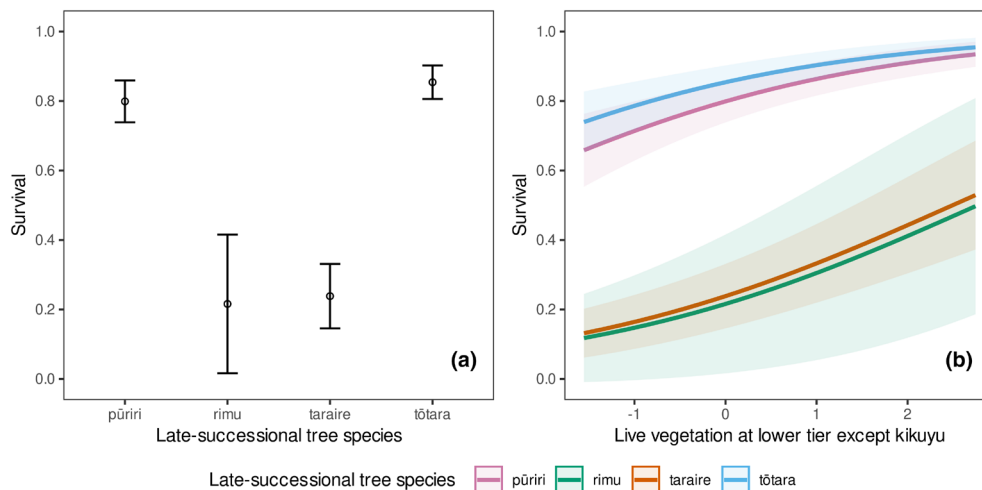 1.0
0.8
0.6
0.4
0.2
0.0
Survival
(a)
pūriri rimu taraire tōtara
Late-successional tree species
1.0
0.8
0.6
0.4
0.2
0.0
Survival
(b)
-1 0 1 2
Live vegetation at lower tier except kikuyu
Late-successional tree species pūriri rimu taraire tōtara